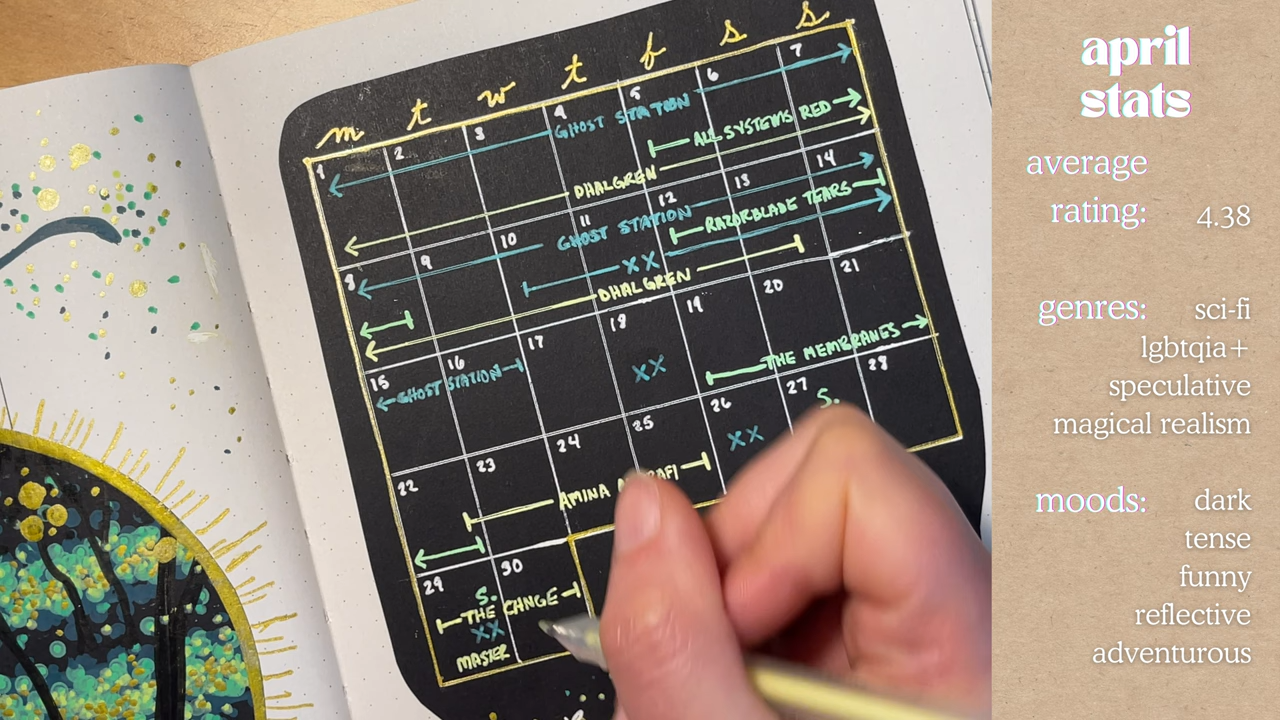 m t w t f s s
1 2 3 4 5 6 7
GHOST STATION
ALL SYSTEMS RED
DHALGREN
8 9 10 11 12 13 14
GHOST STATION
RAZORBLADE TEARS
XX
DHALGREN
15 16 17 18 19 20 21
GHOST STATION
XX
THE MEMBRANES
22 23 24 25 26 27 28
S.
XX
AMINA
29 30
S.
THE CHNGE
XX
MASTER
april
stats
average
rating: 4.38
genres: sci-fi
lgbtqia+
speculative
magical realism
moods: dark
tense
funny
reflective
adventurous